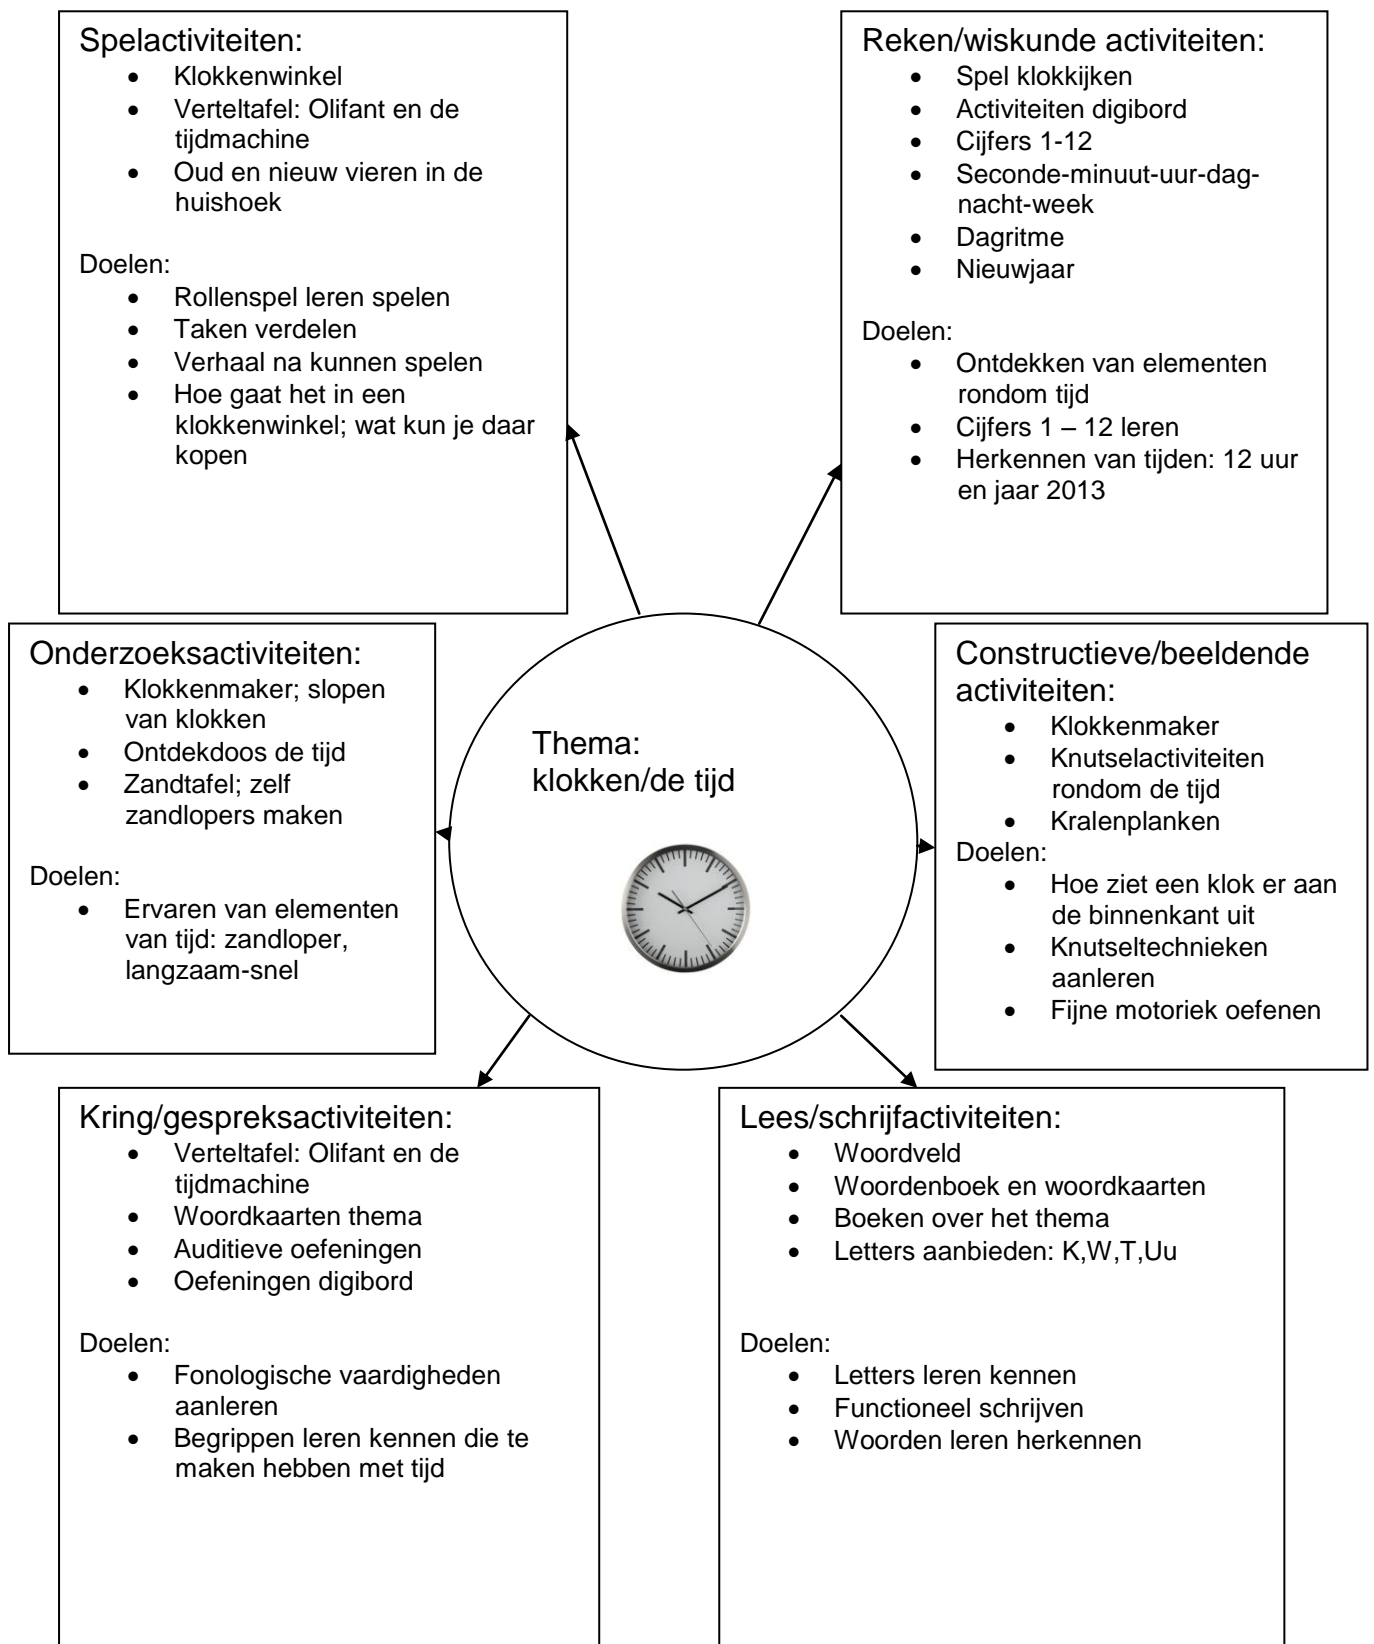 Spelactiviteiten:
• Klokkenwinkel
• Verteltafel: Olifant en de
tijdmachine
• Oud en nieuw vieren in de
huishoek
Doelen:
• Rollenspel leren spelen
• Taken verdelen
• Verhaal na kunnen spelen
• Hoe gaat het in een
klokkenwinkel; wat kun je daar
kopen
Reken/wiskunde activiteiten:
• Spel klokkijken
• Activiteiten digibord
• Cijfers 1-12
• Seconde-minuut-uur-dag-
nacht-week
• Dagritme
• Nieuwjaar
Doelen:
• Ontdekken van elementen
rondom tijd
• Cijfers 1 – 12 leren
• Herkennen van tijden: 12 uur
en jaar 2013
Onderzoeksactiviteiten:
• Klokkenmaker; slopen
van klokken
• Ontdekdoos de tijd
• Zandtafel; zelf
zandlopers maken
Doelen:
• Ervaren van elementen
van tijd: zandloper,
langzaam-snel
Thema:
klokken/de tijd
Constructieve/beeldende
activiteiten:
• Klokkenmaker
• Knutselactiviteiten
rondom de tijd
• Kralenplanken
Doelen:
• Hoe ziet een klok er aan
de binnenkant uit
• Knutseltechnieken
aanleren
• Fijne motoriek oefenen
Kring/gespreksactiviteiten:
• Verteltafel: Olifant en de
tijdmachine
• Woordkaarten thema
• Auditieve oefeningen
• Oefeningen digibord
Doelen:
• Fonologische vaardigheden
aanleren
• Begrippen leren kennen die te
maken hebben met tijd
Lees/schrijfactiviteiten:
• Woordveld
• Woordenboek en woordkaarten
• Boeken over het thema
• Letters aanbieden: K,W,T,Uu
Doelen:
• Letters leren kennen
• Functioneel schrijven
• Woorden leren herkennen